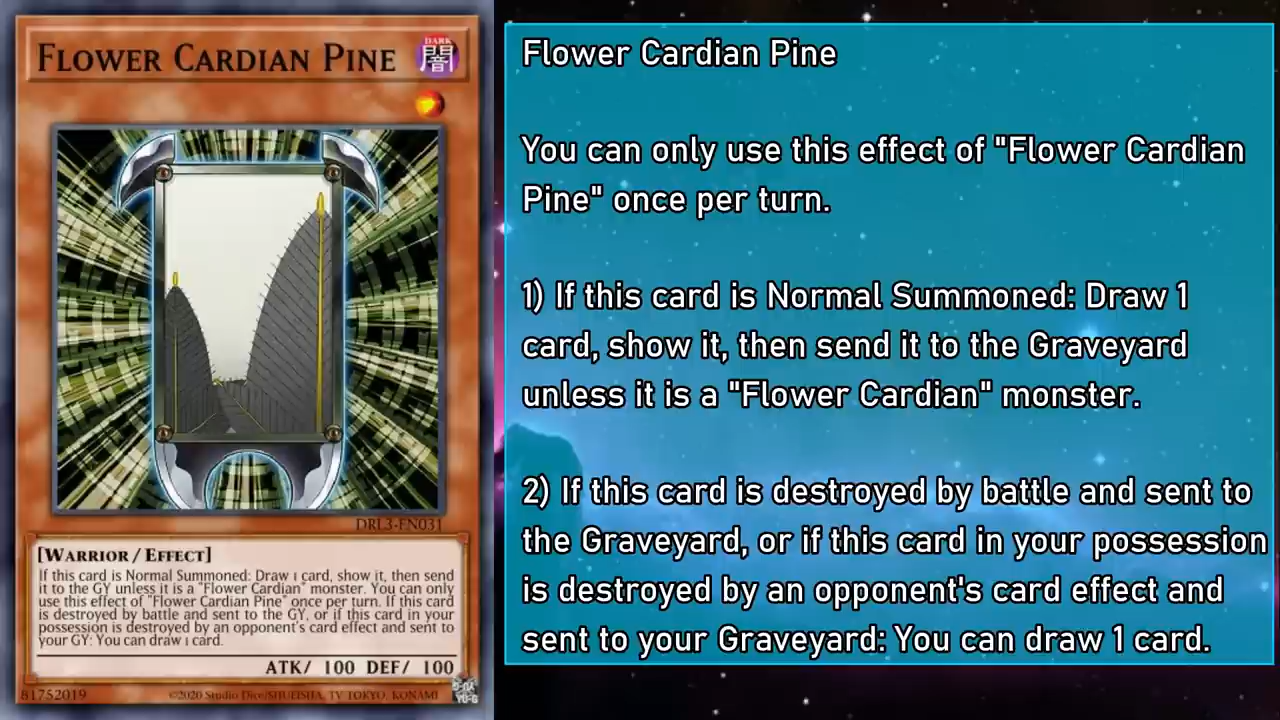 FLOWER CARDIAN PINE
DARK
闇
DRL3-EN031
[WARRIOR / EFFECT]
If this card is Normal Summoned: Draw 1 card, show it, then send
it to the GY unless it is a "Flower Cardian" monster. You can only
use this effect of "Flower Cardian Pine" once per turn. If this card
is destroyed by battle and sent to the GY, or if this card in your
possession is destroyed by an opponent's card effect and sent to
your GY: You can draw 1 card.
ATK/ 100 DEF/ 100
81752019
©2020 Studio Dice/SHUEISHA, TV TOKYO, KONAMI
Flower Cardian Pine
You can only use this effect of "Flower Cardian
Pine" once per turn.
1) If this card is Normal Summoned: Draw 1
card, show it, then send it to the Graveyard
unless it is a "Flower Cardian" monster.
2) If this card is destroyed by battle and sent to
the Graveyard, or if this card in your possession
is destroyed by an opponent's card effect and
sent to your Graveyard: You can draw 1 card.